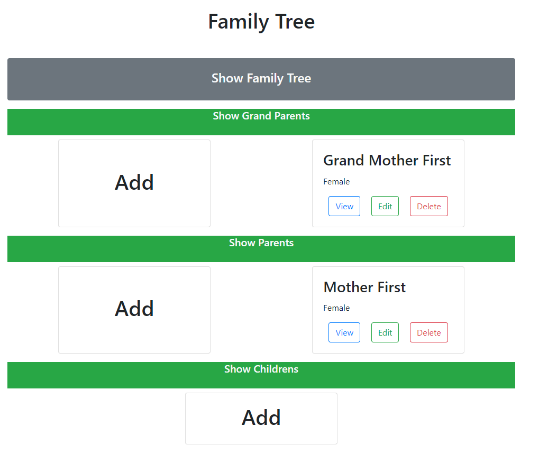 Family Tree
Show Family Tree
Show Grand Parents
Add
Grand Mother First
Female
View Edit Delete
Show Parents
Add
Mother First
Female
View Edit Delete
Show Childrens
Add